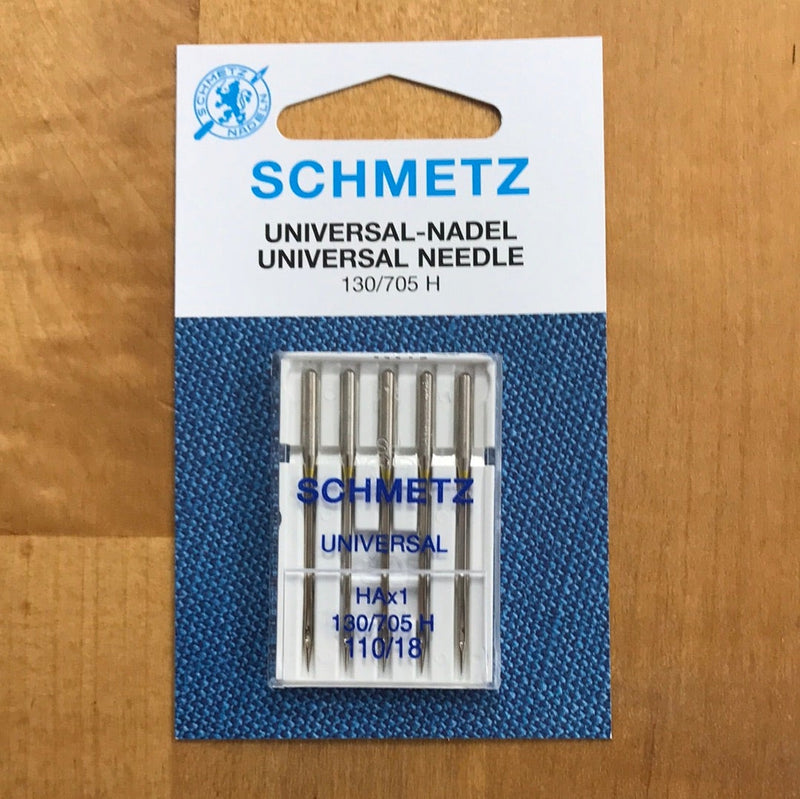 SCHMETZ
NADELN
SCHMETZ
UNIVERSAL-NADEL
UNIVERSAL NEEDLE
130/705 H
SCHMETZ
UNIVERSAL
HAx1
130/705 H
110/18